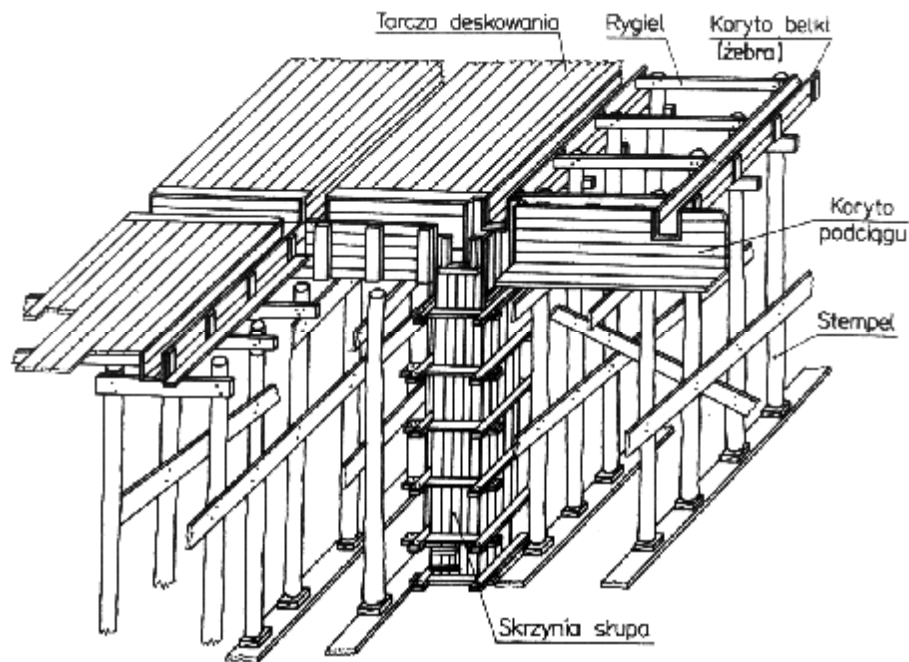 Tarcza deskowania
Rygiel
Koryto belki
(żebra)
Koryto
podciągu
Stempel
Skrzynia słupa